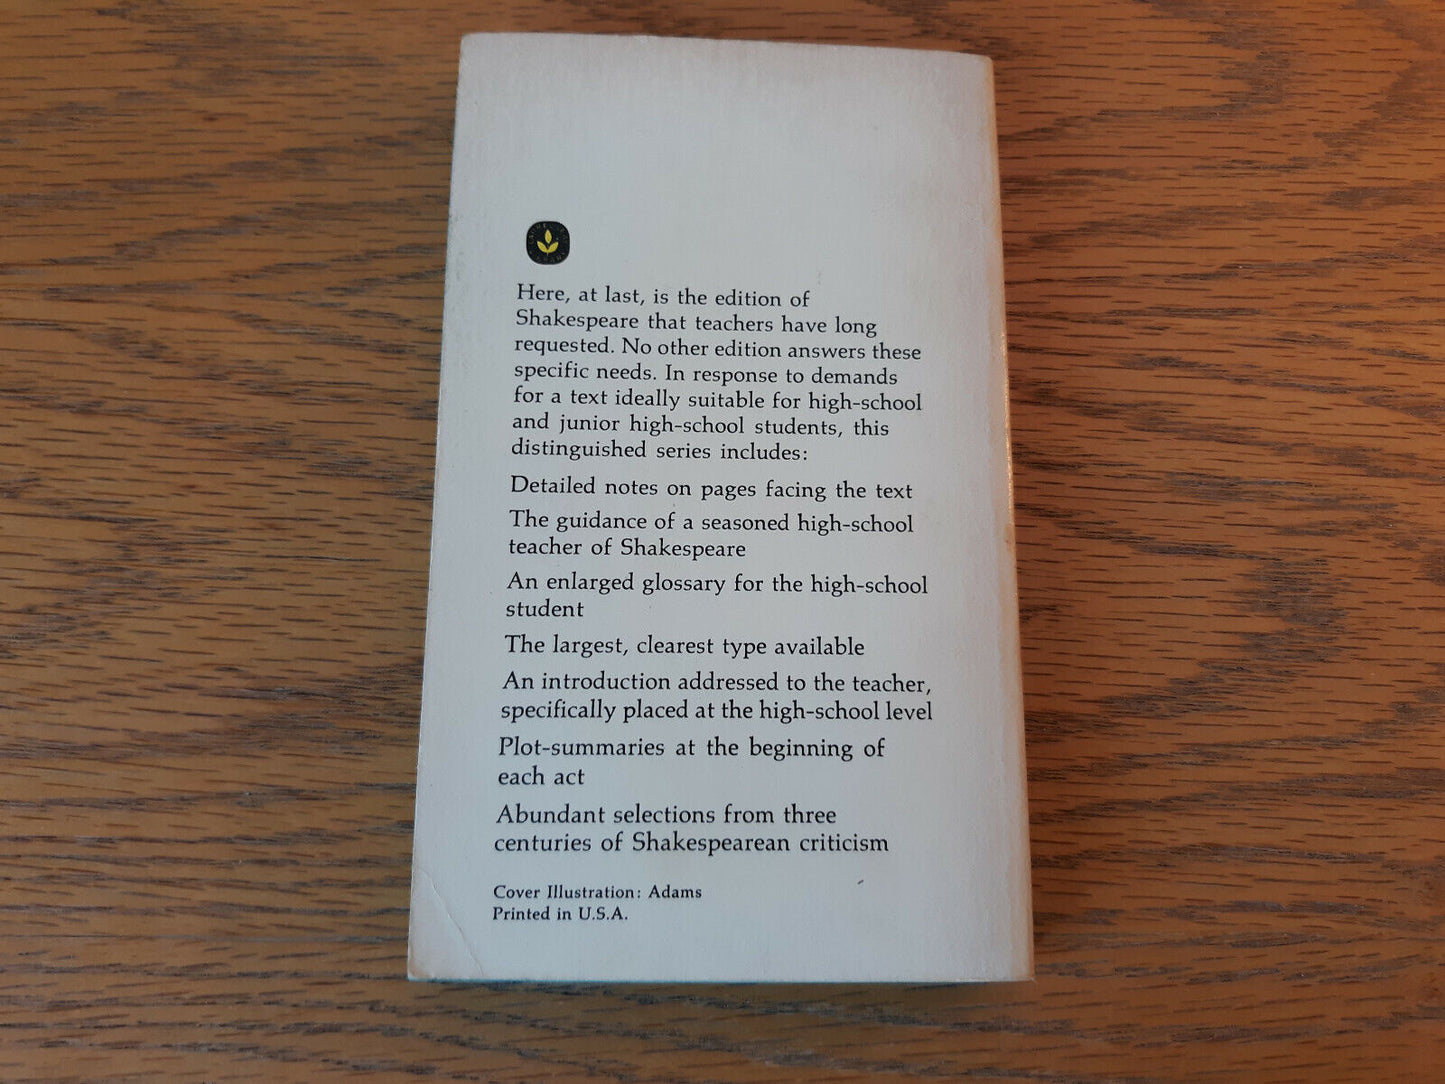 Here, at last, is the edition of
Shakespeare that teachers have long
requested. No other edition answers these
specific needs. In response to demands
for a text ideally suitable for high-school
and junior high-school students, this
distinguished series includes:
Detailed notes on pages facing the text
The guidance of a seasoned high-school
teacher of Shakespeare
An enlarged glossary for the high-school
student
The largest, clearest type available
An introduction addressed to the teacher,
specifically placed at the high-school level
Plot-summaries at the beginning of
each act
Abundant selections from three
centuries of Shakespearean criticism
Cover Illustration: Adams
Printed in U.S.A.